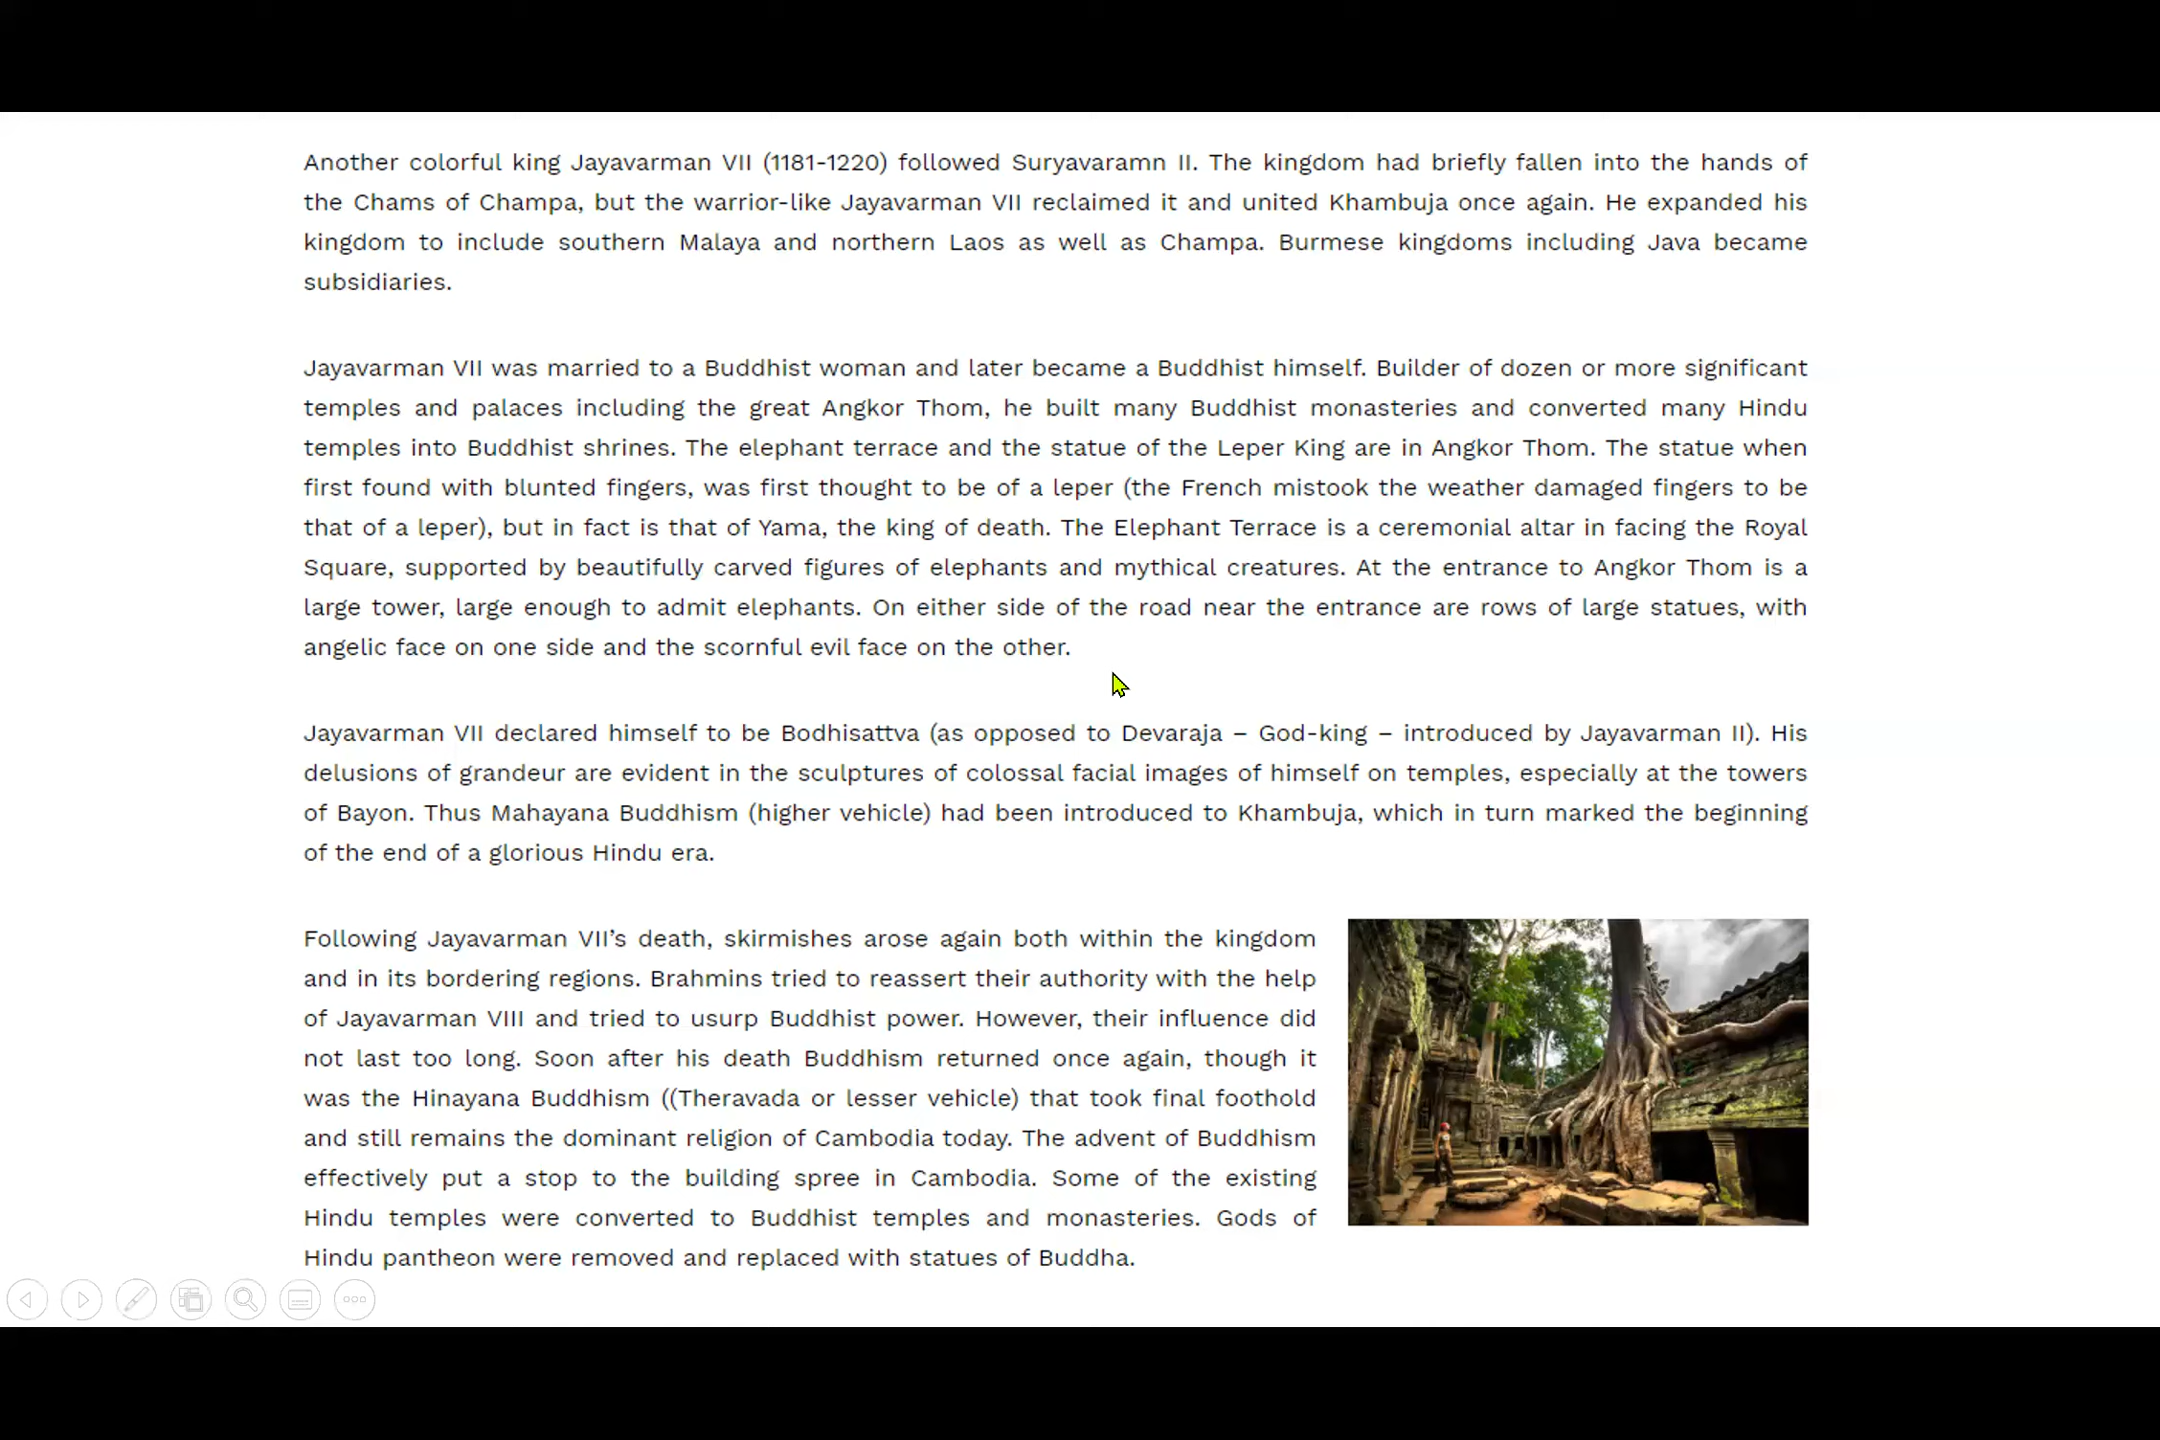 Another colorful king Jayavarman VII (1181-1220) followed Suryavaramn II. The kingdom had briefly fallen into the hands of
the Chams of Champa, but the warrior-like Jayavarman VII reclaimed it and united Khambuja once again. He expanded his
kingdom to include southern Malaya and northern Laos as well as Champa. Burmese kingdoms including Java became
subsidiaries.
Jayavarman VII was married to a Buddhist woman and later became a Buddhist himself. Builder of dozen or more significant
temples and palaces including the great Angkor Thom, he built many Buddhist monasteries and converted many Hindu
temples into Buddhist shrines. The elephant terrace and the statue of the Leper King are in Angkor Thom. The statue when
first found with blunted fingers, was first thought to be of a leper (the French mistook the weather damaged fingers to be
that of a leper), but in fact is that of Yama, the king of death. The Elephant Terrace is a ceremonial altar in facing the Royal
Square, supported by beautifully carved figures of elephants and mythical creatures. At the entrance to Angkor Thom is a
large tower, large enough to admit elephants. On either side of the road near the entrance are rows of large statues, with
angelic face on one side and the scornful evil face on the other.
Jayavarman VII declared himself to be Bodhisattva (as opposed to Devaraja – God-king – introduced by Jayavarman II). His
delusions of grandeur are evident in the sculptures of colossal facial images of himself on temples, especially at the towers
of Bayon. Thus Mahayana Buddhism (higher vehicle) had been introduced to Khambuja, which in turn marked the beginning
of the end of a glorious Hindu era.
Following Jayavarman VII’s death, skirmishes arose again both within the kingdom
and in its bordering regions. Brahmins tried to reassert their authority with the help
of Jayavarman VIII and tried to usurp Buddhist power. However, their influence did
not last too long. Soon after his death Buddhism returned once again, though it
was the Hinayana Buddhism ((Theravada or lesser vehicle) that took final foothold
and still remains the dominant religion of Cambodia today. The advent of Buddhism
effectively put a stop to the building spree in Cambodia. Some of the existing
Hindu temples were converted to Buddhist temples and monasteries. Gods of
Hindu pantheon were removed and replaced with statues of Buddha.